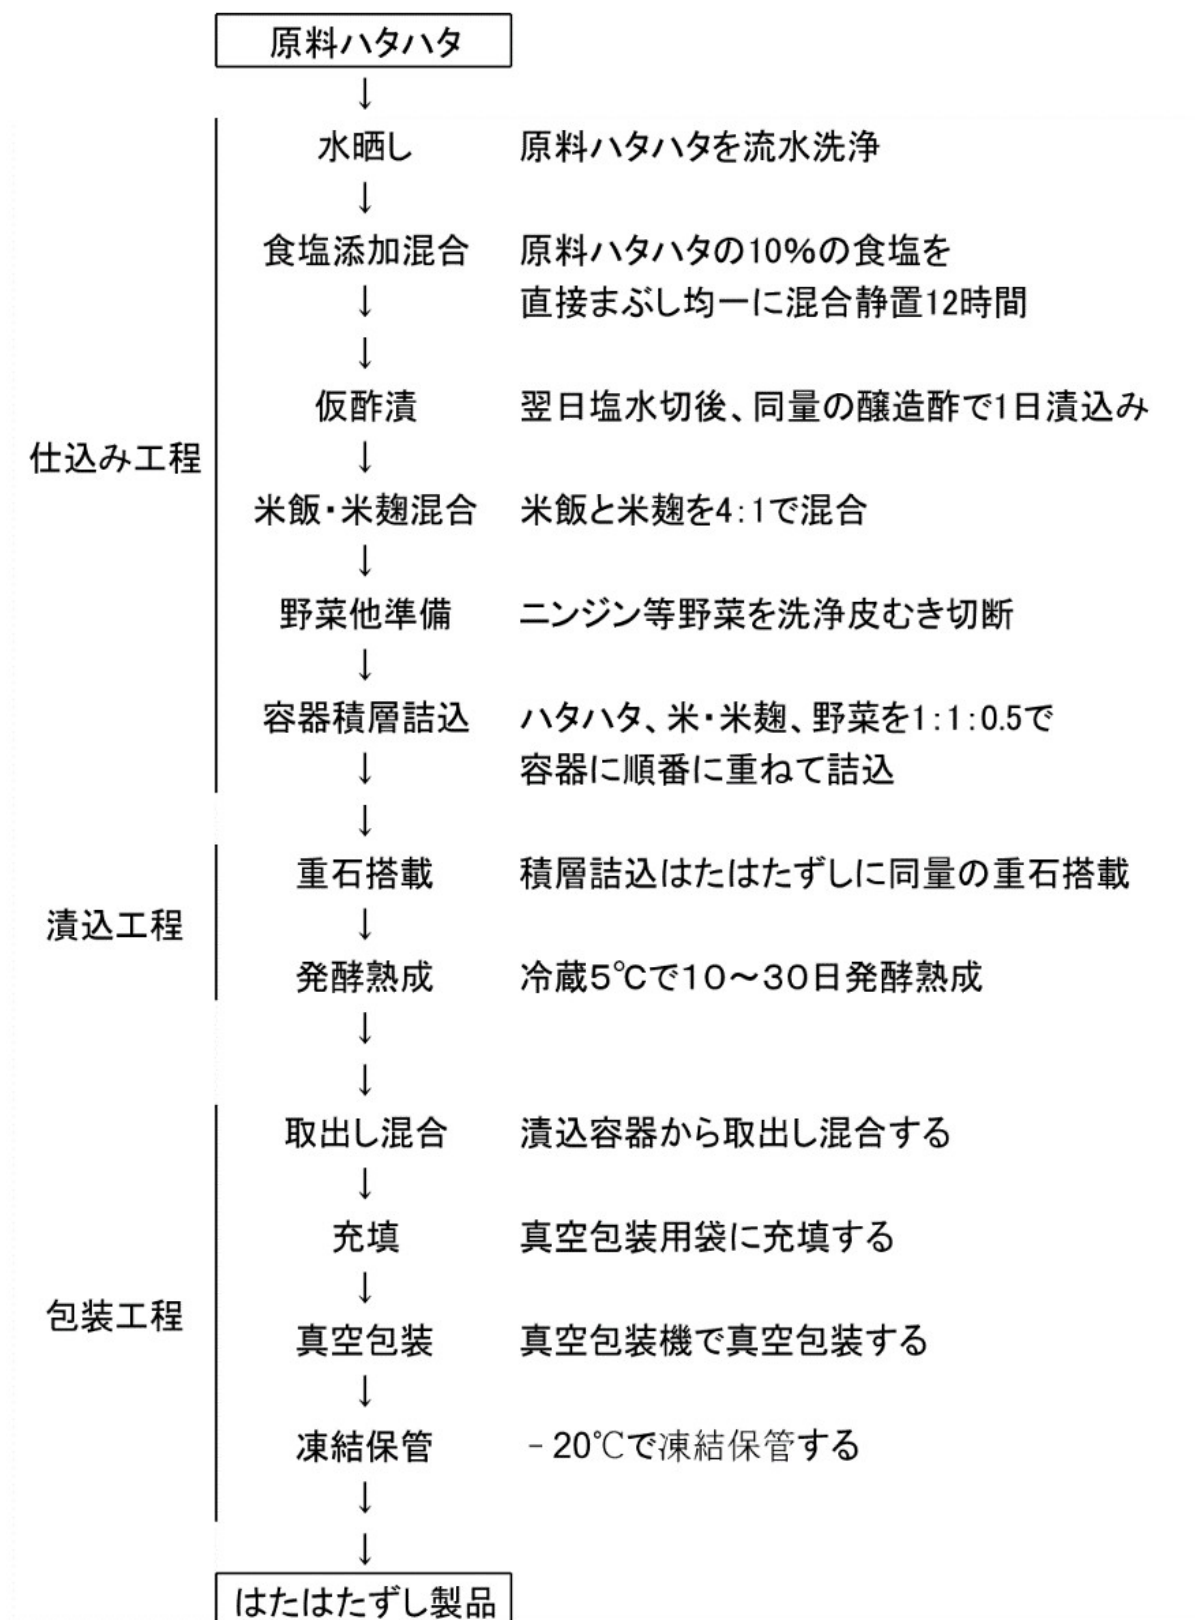 原料ハタハタ
↓
水晒し 原料ハタハタを流水洗浄
↓
食塩添加混合 原料ハタハタの10%の食塩を
↓ 直接まぶし均一に混合静置12時間
↓
仮酢漬 翌日塩水切後、同量の醸造酢で1日漬込み
仕込み工程 ↓
米飯・米麹混合 米飯と米麹を4:1で混合
↓
野菜他準備 ニンジン等野菜を洗浄皮むき切断
↓
容器積層詰込 ハタハタ、米・米麹、野菜を1:1:0.5で
↓ 容器に順番に重ねて詰込
↓
重石搭載 積層詰込はたはたずしに同量の重石搭載
漬込工程 ↓
発酵熟成 冷蔵5℃で10~30日発酵熟成
↓
↓
取出し混合 漬込容器から取出し混合する
↓
充填 真空包装用袋に充填する
包装工程 ↓
真空包装 真空包装機で真空包装する
↓
凍結保管 -20℃で凍結保管する
↓
↓
はたはたずし製品